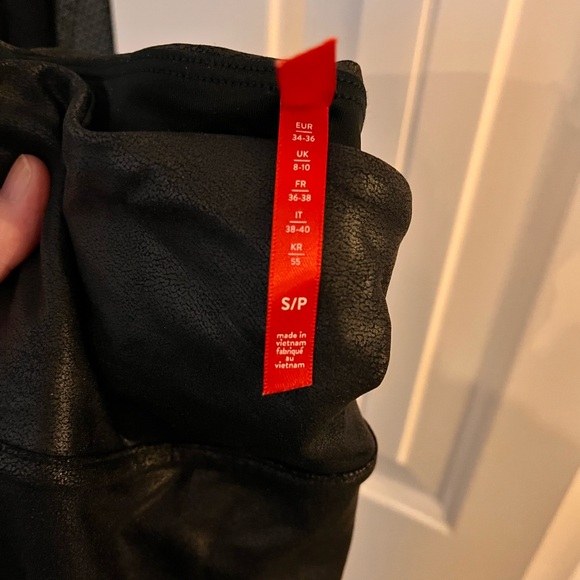 EUR
34-36
UK
8-10
FR
36-38
IT
38-40
KR
55
S/P
made in
vietnam
fabriqué
au
vietnam